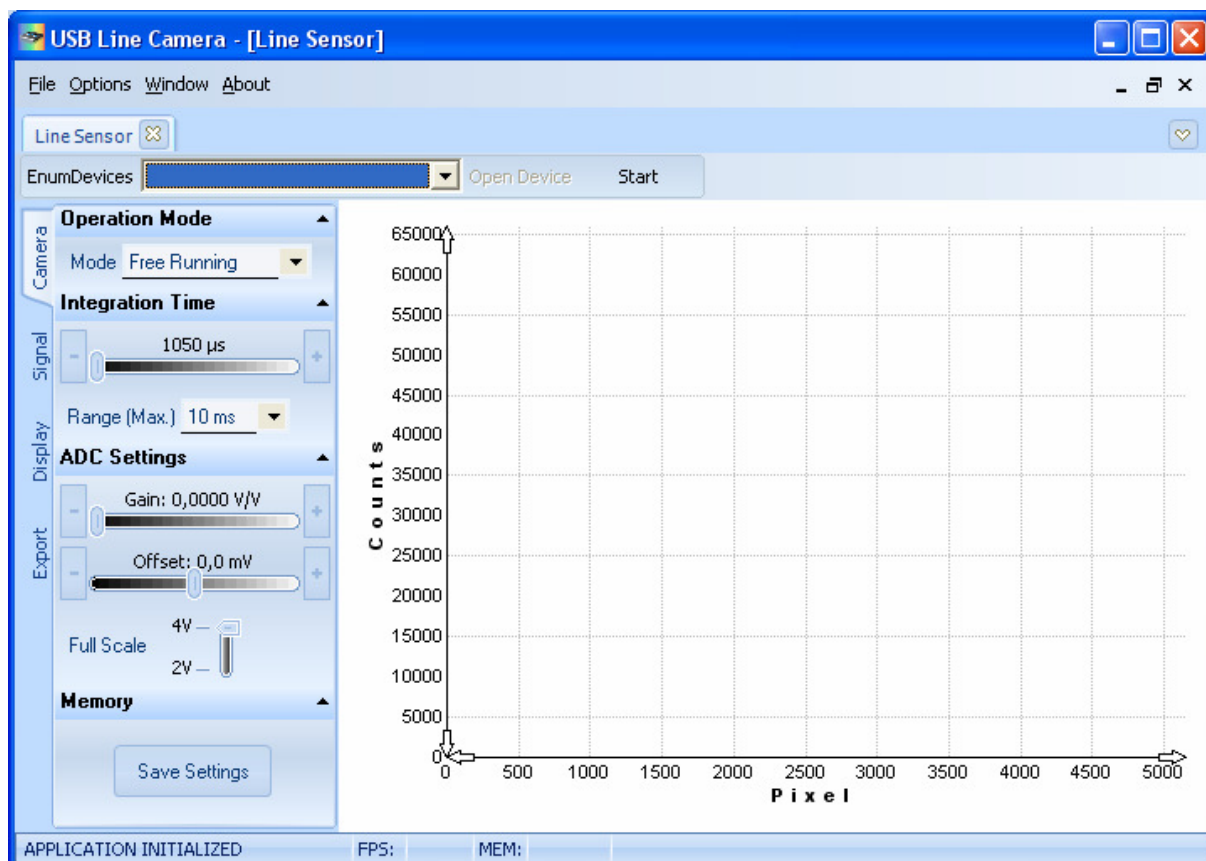 USB Line Camera - [Line Sensor]
File Options Window About
Line Sensor
EnumDevices Open Device Start
Camera
Signal
Display
Export
Operation Mode
Mode Free Running
Integration Time
1050 µs
Range (Max.) 10 ms
ADC Settings
Gain: 0,0000 V/V
Offset: 0,0 mV
Full Scale
4V
2V
Memory
Save Settings
Counts
65000
60000
55000
50000
45000
40000
35000
30000
25000
20000
15000
10000
5000
0
0 500 1000 1500 2000 2500 3000 3500 4000 4500 5000
Pixel
APPLICATION INITIALIZED FPS: MEM: